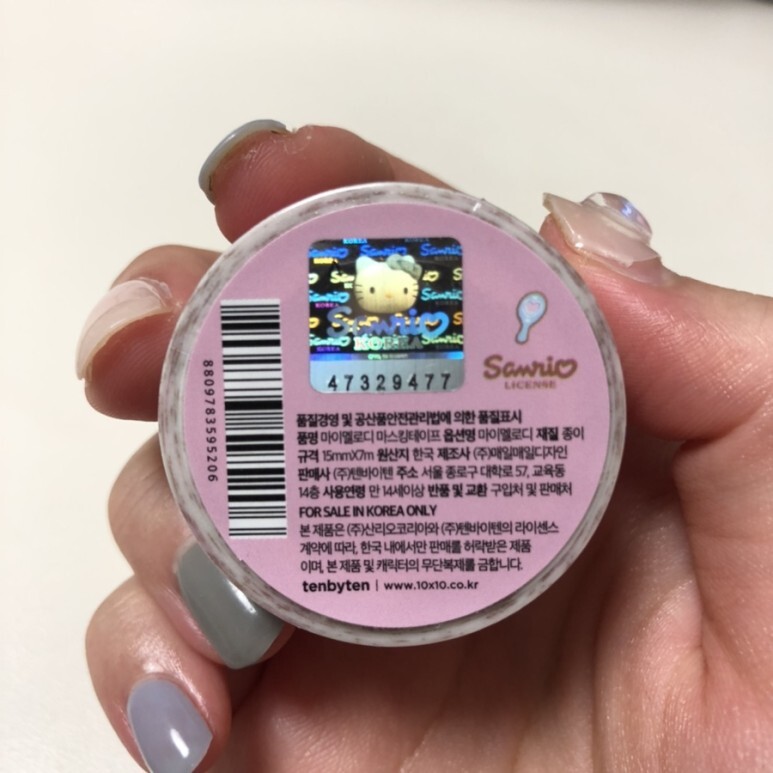 KOREA
Sanrio
Sanrio
KOREA
47329477
Sanrio
LICENSE
8809783595206
품질경영 및 공산품안전관리법에 의한 품질표시
품명 마이멜로디 마스킹테이프 옵션명 마이멜로디 재질 종이
규격 15mmX7m 원산지 한국 제조사 (주)매일매일디자인
판매사 (주)텐바이텐 주소 서울 종로구 대학로 57, 교육동
14층 사용연령 만 14세이상 반품 및 교환 구입처 및 판매처
FOR SALE IN KOREA ONLY
본 제품은 (주)산리오코리아와 (주)텐바이텐의 라이센스
계약에 따라, 한국 내에서만 판매를 허락받은 제품
이며, 본 제품 및 캐릭터의 무단복제를 금합니다.
tenbyten | www.10x10.co.kr